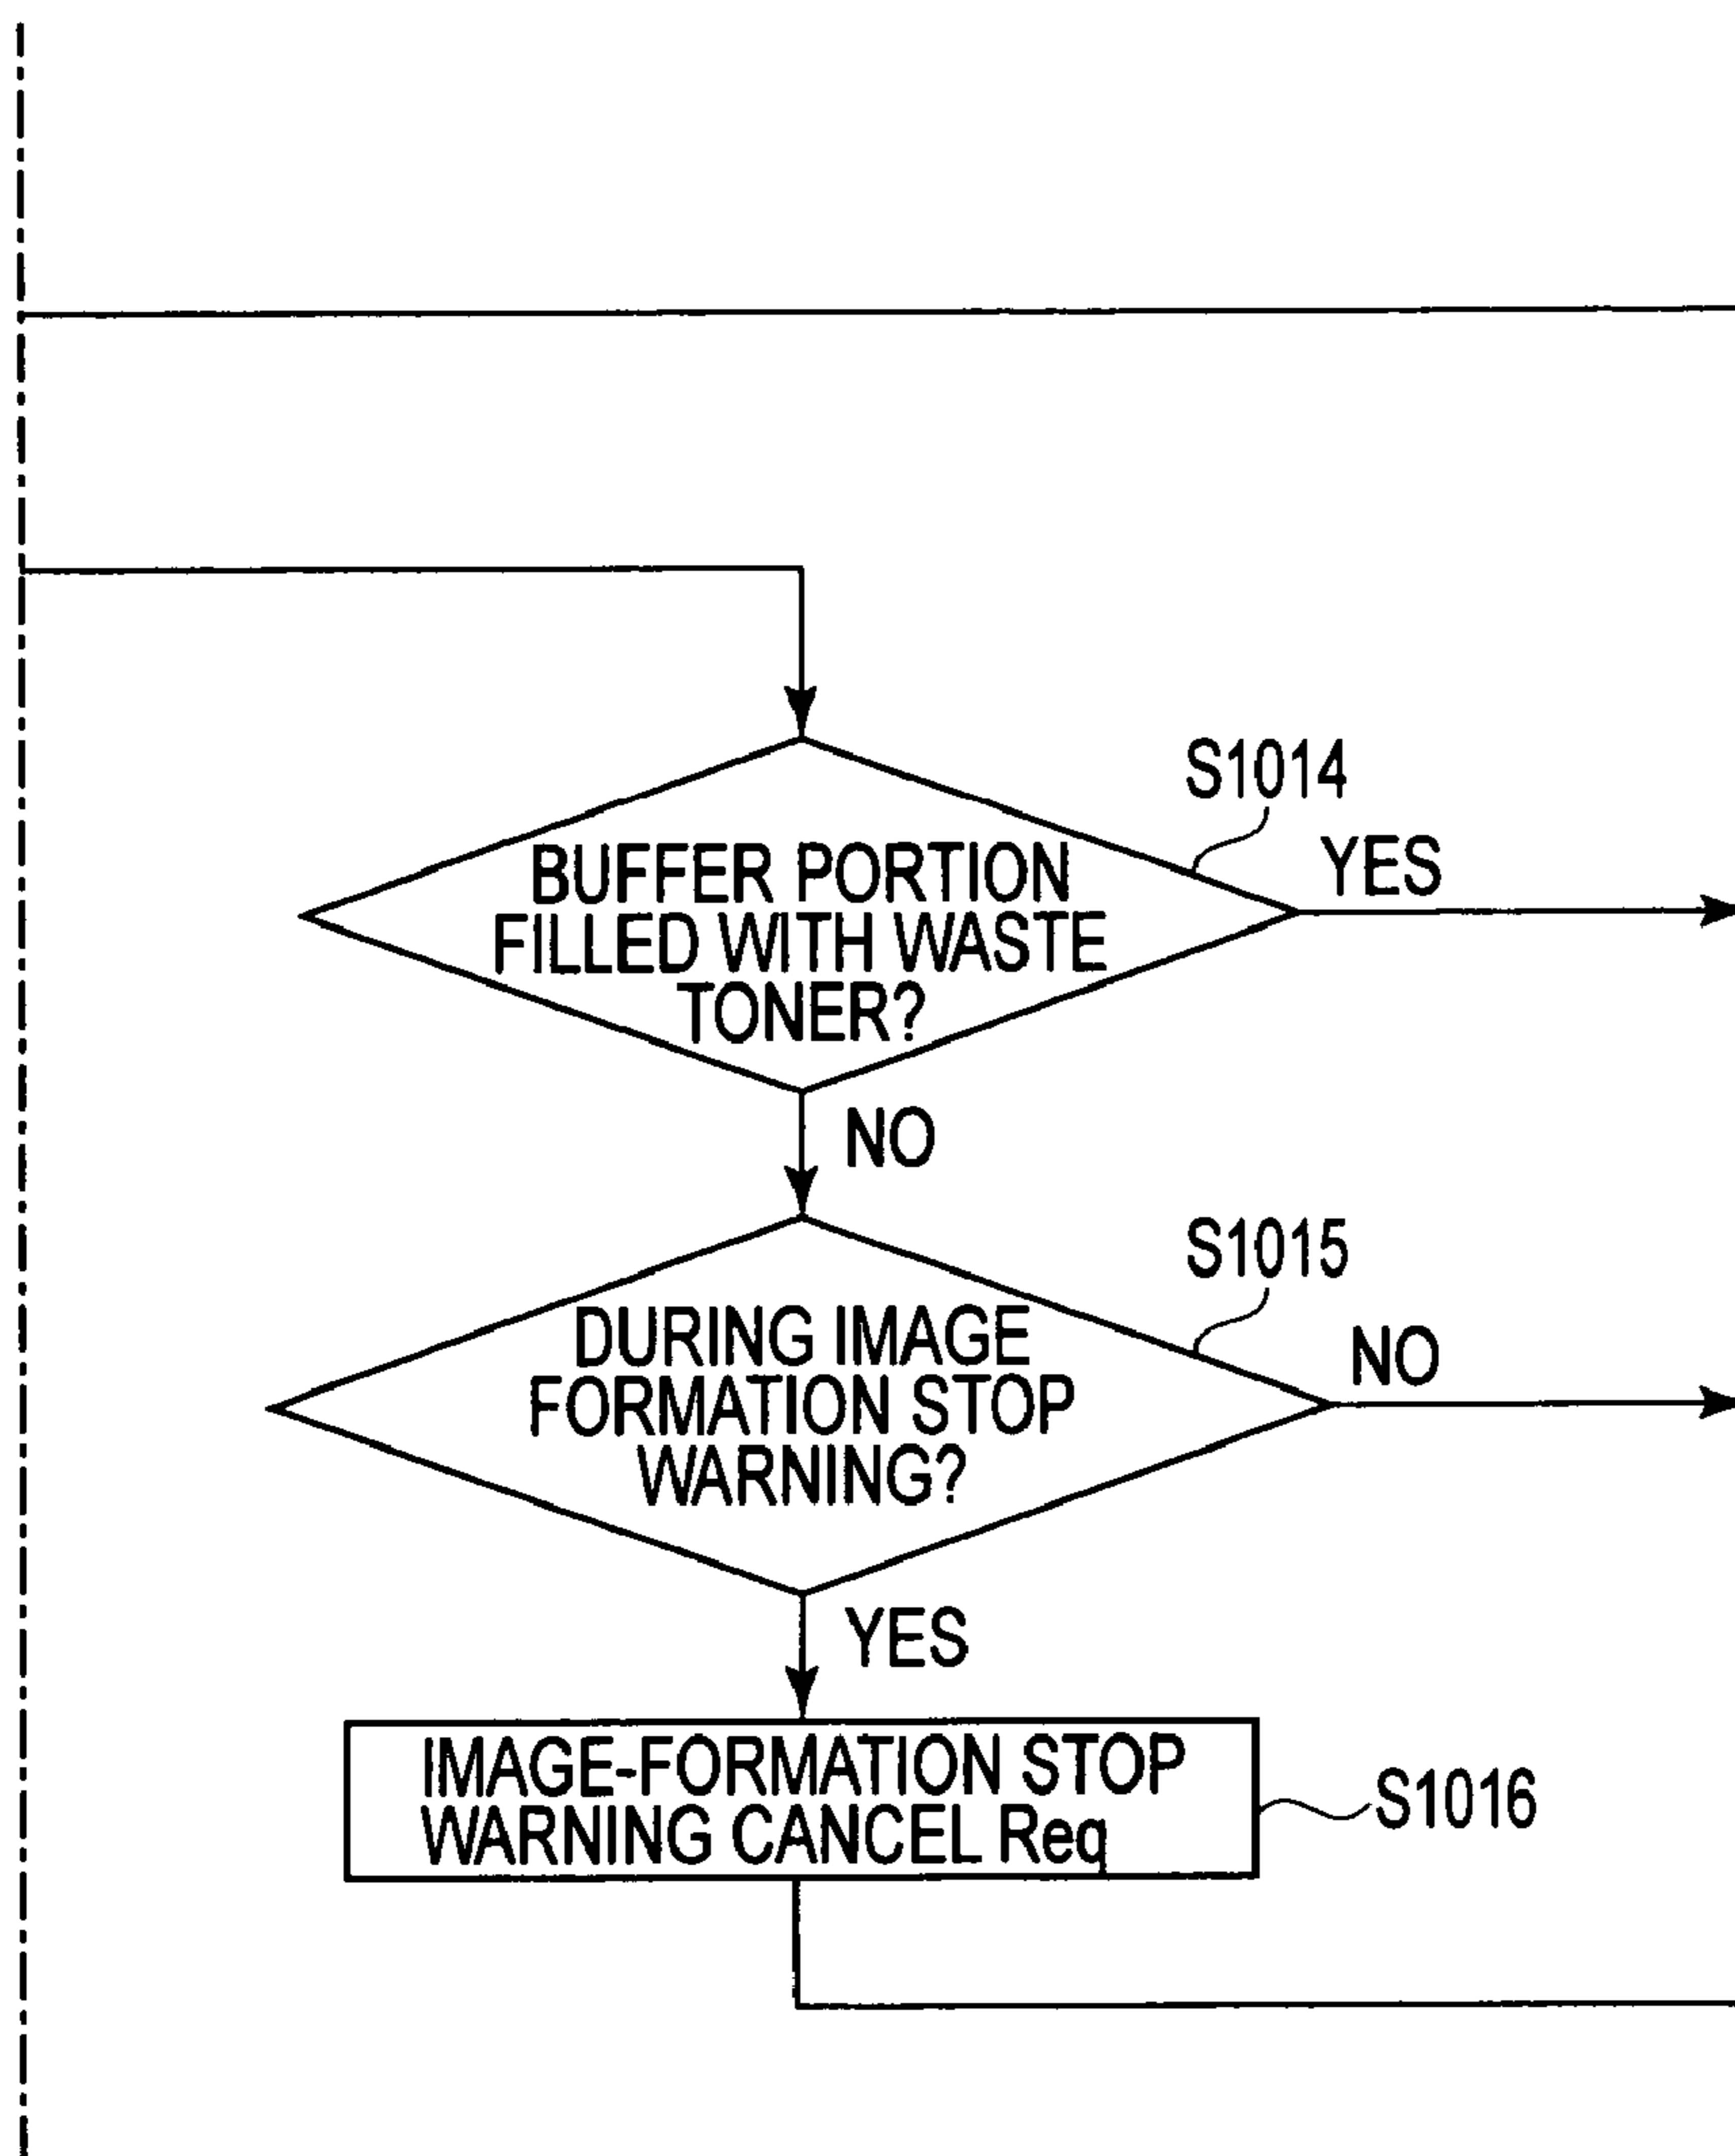 S1014
YES
BUFFER PORTION
FILLED WITH WASTE
TONER?
NO
S1015
NO
DURING IMAGE
FORMATION STOP
WARNING?
YES
IMAGE-FORMATION STOP
WARNING CANCEL Req
S1016